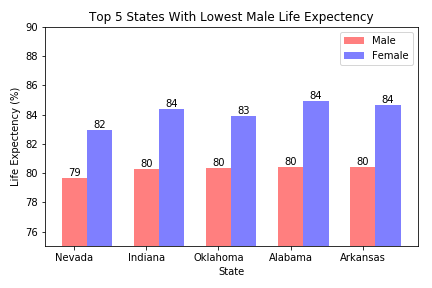 Top 5 States With Lowest Male Life Expectency
90
88
86
84
82
80
78
76
Life Expectency (%)
Male
Female
79
82
80
84
80
83
80
84
80
84
Nevada
Indiana
Oklahoma
Alabama
Arkansas
State